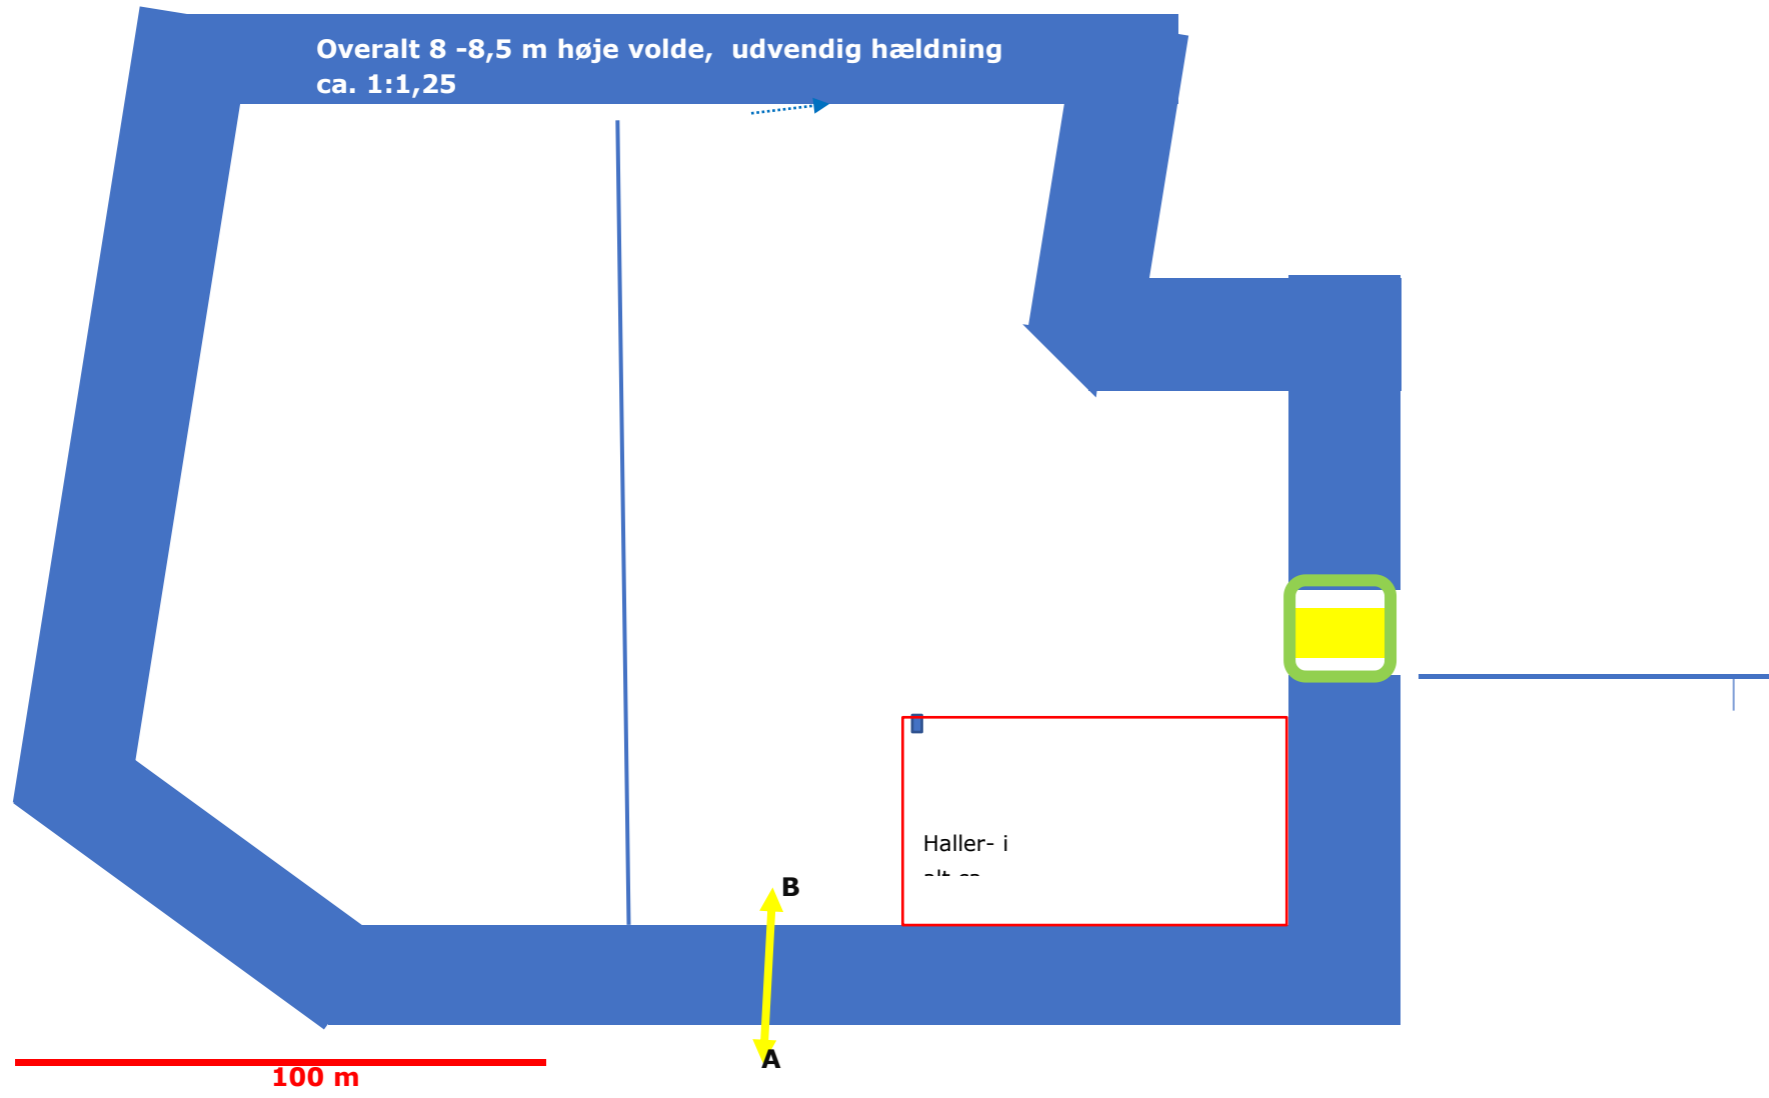 Overalt 8 -8,5 m høje volde,  udvendig hældning
ca. 1:1,25
Haller- i
B
A
100 m